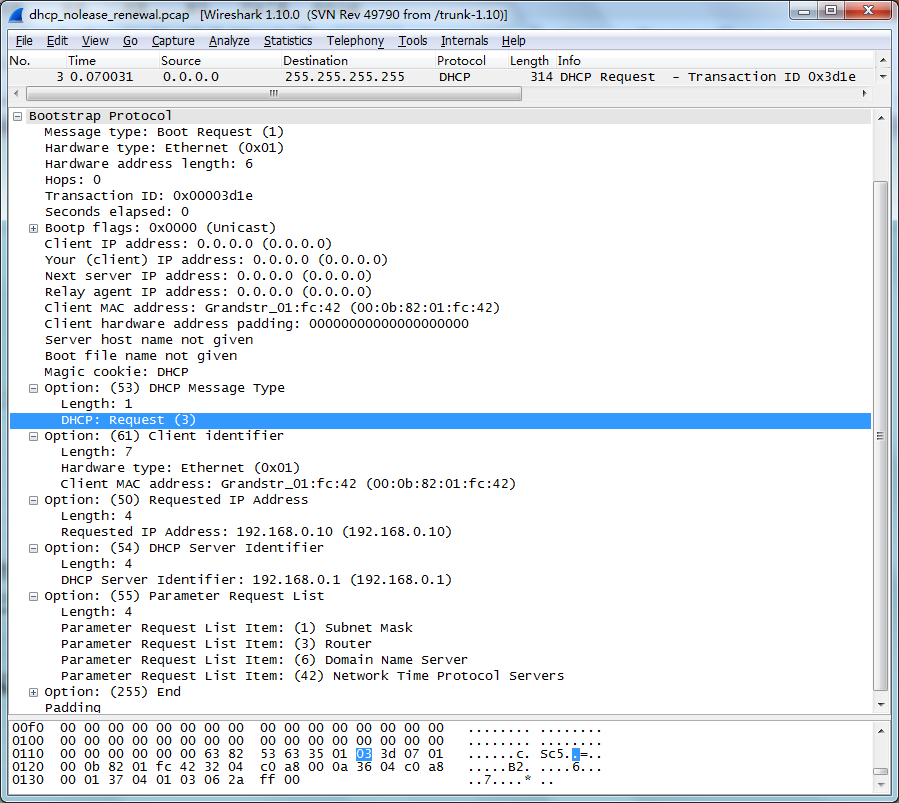 dhcp_nolease_renewal.pcap [Wireshark 1.10.0 (SVN Rev 49790 from /trunk-1.10)]
File Edit View Go Capture Analyze Statistics Telephony Tools Internals Help
No. Time Source Destination Protocol Length Info
3 0.070031 0.0.0.0 255.255.255.255 DHCP 314 DHCP Request - Transaction ID 0x3d1e
Bootstrap Protocol
Message type: Boot Request (1)
Hardware type: Ethernet (0x01)
Hardware address length: 6
Hops: 0
Transaction ID: 0x00003d1e
Seconds elapsed: 0
Bootp flags: 0x0000 (Unicast)
Client IP address: 0.0.0.0 (0.0.0.0)
Your (client) IP address: 0.0.0.0 (0.0.0.0)
Next server IP address: 0.0.0.0 (0.0.0.0)
Relay agent IP address: 0.0.0.0 (0.0.0.0)
Client MAC address: Grandstr_01:fc:42 (00:0b:82:01:fc:42)
Client hardware address padding: 00000000000000000000
Server host name not given
Boot file name not given
Magic cookie: DHCP
Option: (53) DHCP Message Type
Length: 1
DHCP: Request (3)
Option: (61) Client identifier
Length: 7
Hardware type: Ethernet (0x01)
Client MAC address: Grandstr_01:fc:42 (00:0b:82:01:fc:42)
Option: (50) Requested IP Address
Length: 4
Requested IP Address: 192.168.0.10 (192.168.0.10)
Option: (54) DHCP Server Identifier
Length: 4
DHCP Server Identifier: 192.168.0.1 (192.168.0.1)
Option: (55) Parameter Request List
Length: 4
Parameter Request List Item: (1) Subnet Mask
Parameter Request List Item: (3) Router
Parameter Request List Item: (6) Domain Name Server
Parameter Request List Item: (42) Network Time Protocol Servers
Option: (255) End
Padding
00f0 00 00 00 00 00 00 00 00 00 00 00 00 00 00 00 00 ........ ........
0100 00 00 00 00 00 00 00 00 00 00 00 00 00 00 00 00 ........ ........
0110 00 00 00 00 00 00 63 82 53 63 35 01 03 3d 07 01 ......c. Sc5..=..
0120 00 0b 82 01 fc 42 32 04 c0 a8 00 0a 36 04 c0 a8 .....B2. ....6...
0130 00 01 37 04 01 03 06 2a ff 00 ..7....* ..